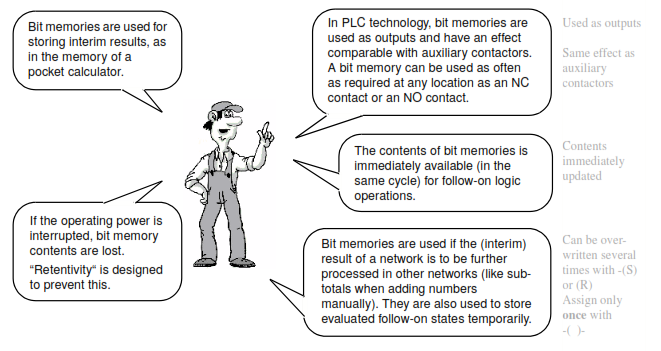 Bit memories are used for
storing interim results, as
in the memory of a
pocket calculator.
In PLC technology, bit memories are
used as outputs and have an effect
comparable with auxiliary contactors.
A bit memory can be used as often
as required at any location as an NC
contact or an NO contact.
Used as outputs
Same effect as
auxiliary
contactors
The contents of bit memories is
immediately available (in the
same cycle) for follow-on logic
operations.
Contents
immediately
updated
If the operating power is
interrupted, bit memory
contents are lost.
“Retentivity“ is designed
to prevent this.
Bit memories are used if the (interim)
result of a network is to be further
processed in other networks (like sub-
totals when adding numbers
manually). They are also used to store
evaluated follow-on states temporarily.
Can be over-
written several
times with -(S)
or (R)
Assign only
once with
-( )-